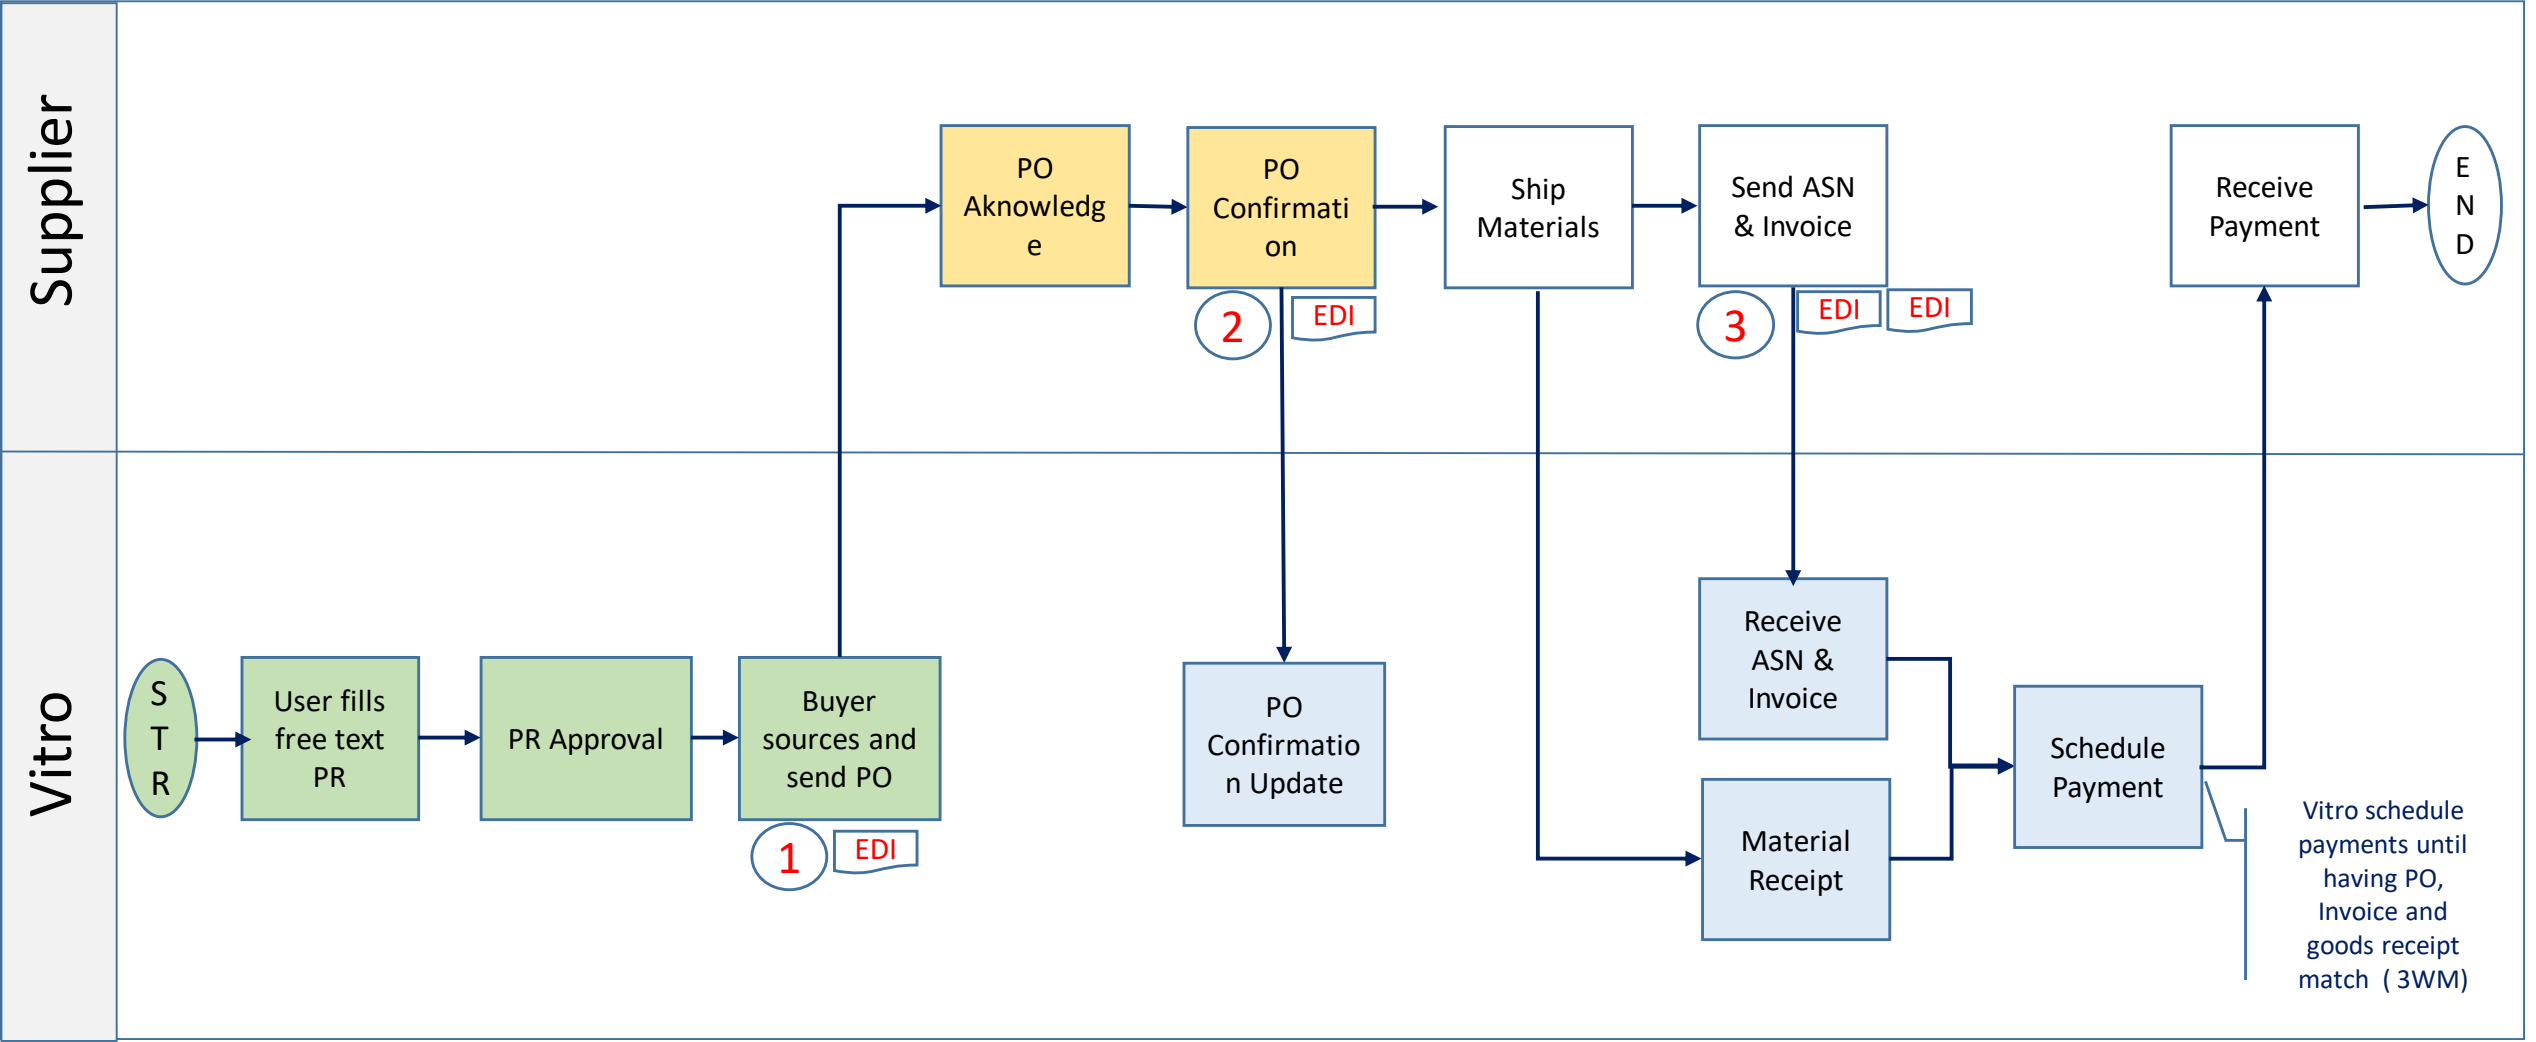 Supplier
PO
Aknowledg
e
PO
Confirmati
on
Ship
Materials
Send ASN
& Invoice
Receive
Payment
E
N
D
2
EDI
3
EDI
EDI
Vitro
S
T
R
User fills
free text
PR
PR Approval
Buyer
sources and
send PO
1
EDI
PO
Confirmatio
n Update
Receive
ASN &
Invoice
Material
Receipt
Schedule
Payment
Vitro schedule
payments until
having PO,
Invoice and
goods receipt
match ( 3WM)